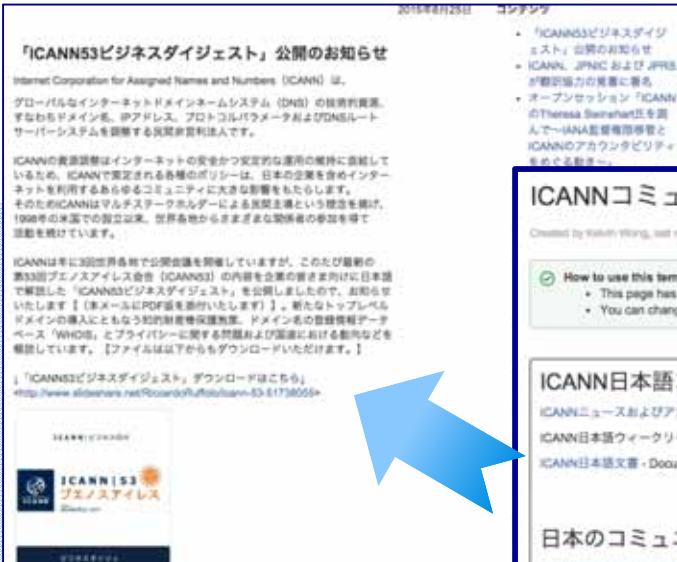 2015年8月25日
「ICANN53ビジネスダイジェスト」公開のお知らせ
Internet Corporation for Assigned Names and Numbers（ICANN）は、
グローバルなインターネットドメインネームシステム（DNS）の技術的資源、
すなわちドメイン名、IPアドレス、プロトコルパラメータおよびDNSルート
サーバーシステムを調整する民間非営利法人です。
ICANNの資源調整はインターネットの安全かつ安定的な運用の維持に貢献して
いるため、ICANNで策定される各種のポリシーは、日本の企業を含めインター
ネットを利用するあらゆるコミュニティに大きな影響をもたらします。
そのためICANNはマルチステークホルダーによる民間主導という理念を掲げ、
1998年の米国での設立以来、世界各地からさまざまな関係者の参加を得て
活動を続けています。
ICANNは年に3回世界各地で公開会議を開催していますが、このたび最新の
第53回ブエノスアイレス会合（ICANN53）の内容を企業の皆さま向けに日本語
で解説した「ICANN53ビジネスダイジェスト」を公開しましたので、お知らせ
いたします【（本メールにPDF版を添付いたします）】。新たなトップレベル
ドメインの導入にともなう知的財産権保護施策、ドメイン名の登録情報データ
ベース「WHOIS」とプライバシーに関する問題および国連における動向などを
概説しています。【ファイルは以下からもダウンロードいただけます。】
↓「ICANN53ビジネスダイジェスト」ダウンロードはこちら↓
<http://www.slideshare.net/RiccardoRuffolo/icann-53-51738055>
ICANN|53
ブエノスアイレス
コンテンツ
• 「ICANN53ビジネスダイジ
ェスト」公開のお知らせ
• ICANN、JPNIC および JPRS
が翻訳協力の覚書に署名
• オープンセッション「ICANN
のTheresa Swinehart氏を囲
んで〜IANA監督権限移管と
ICANNのアカウンタビリティ
をめぐる動き〜」
ICANNコミュ
Created by Kelvin Wong, last
How to use this tem
• This page has
• You can chang
ICANN日本語
ICANNニュースおよびア
ICANN日本語ウィークリ
ICANN日本語文書 - Docu
日本のコミュニ